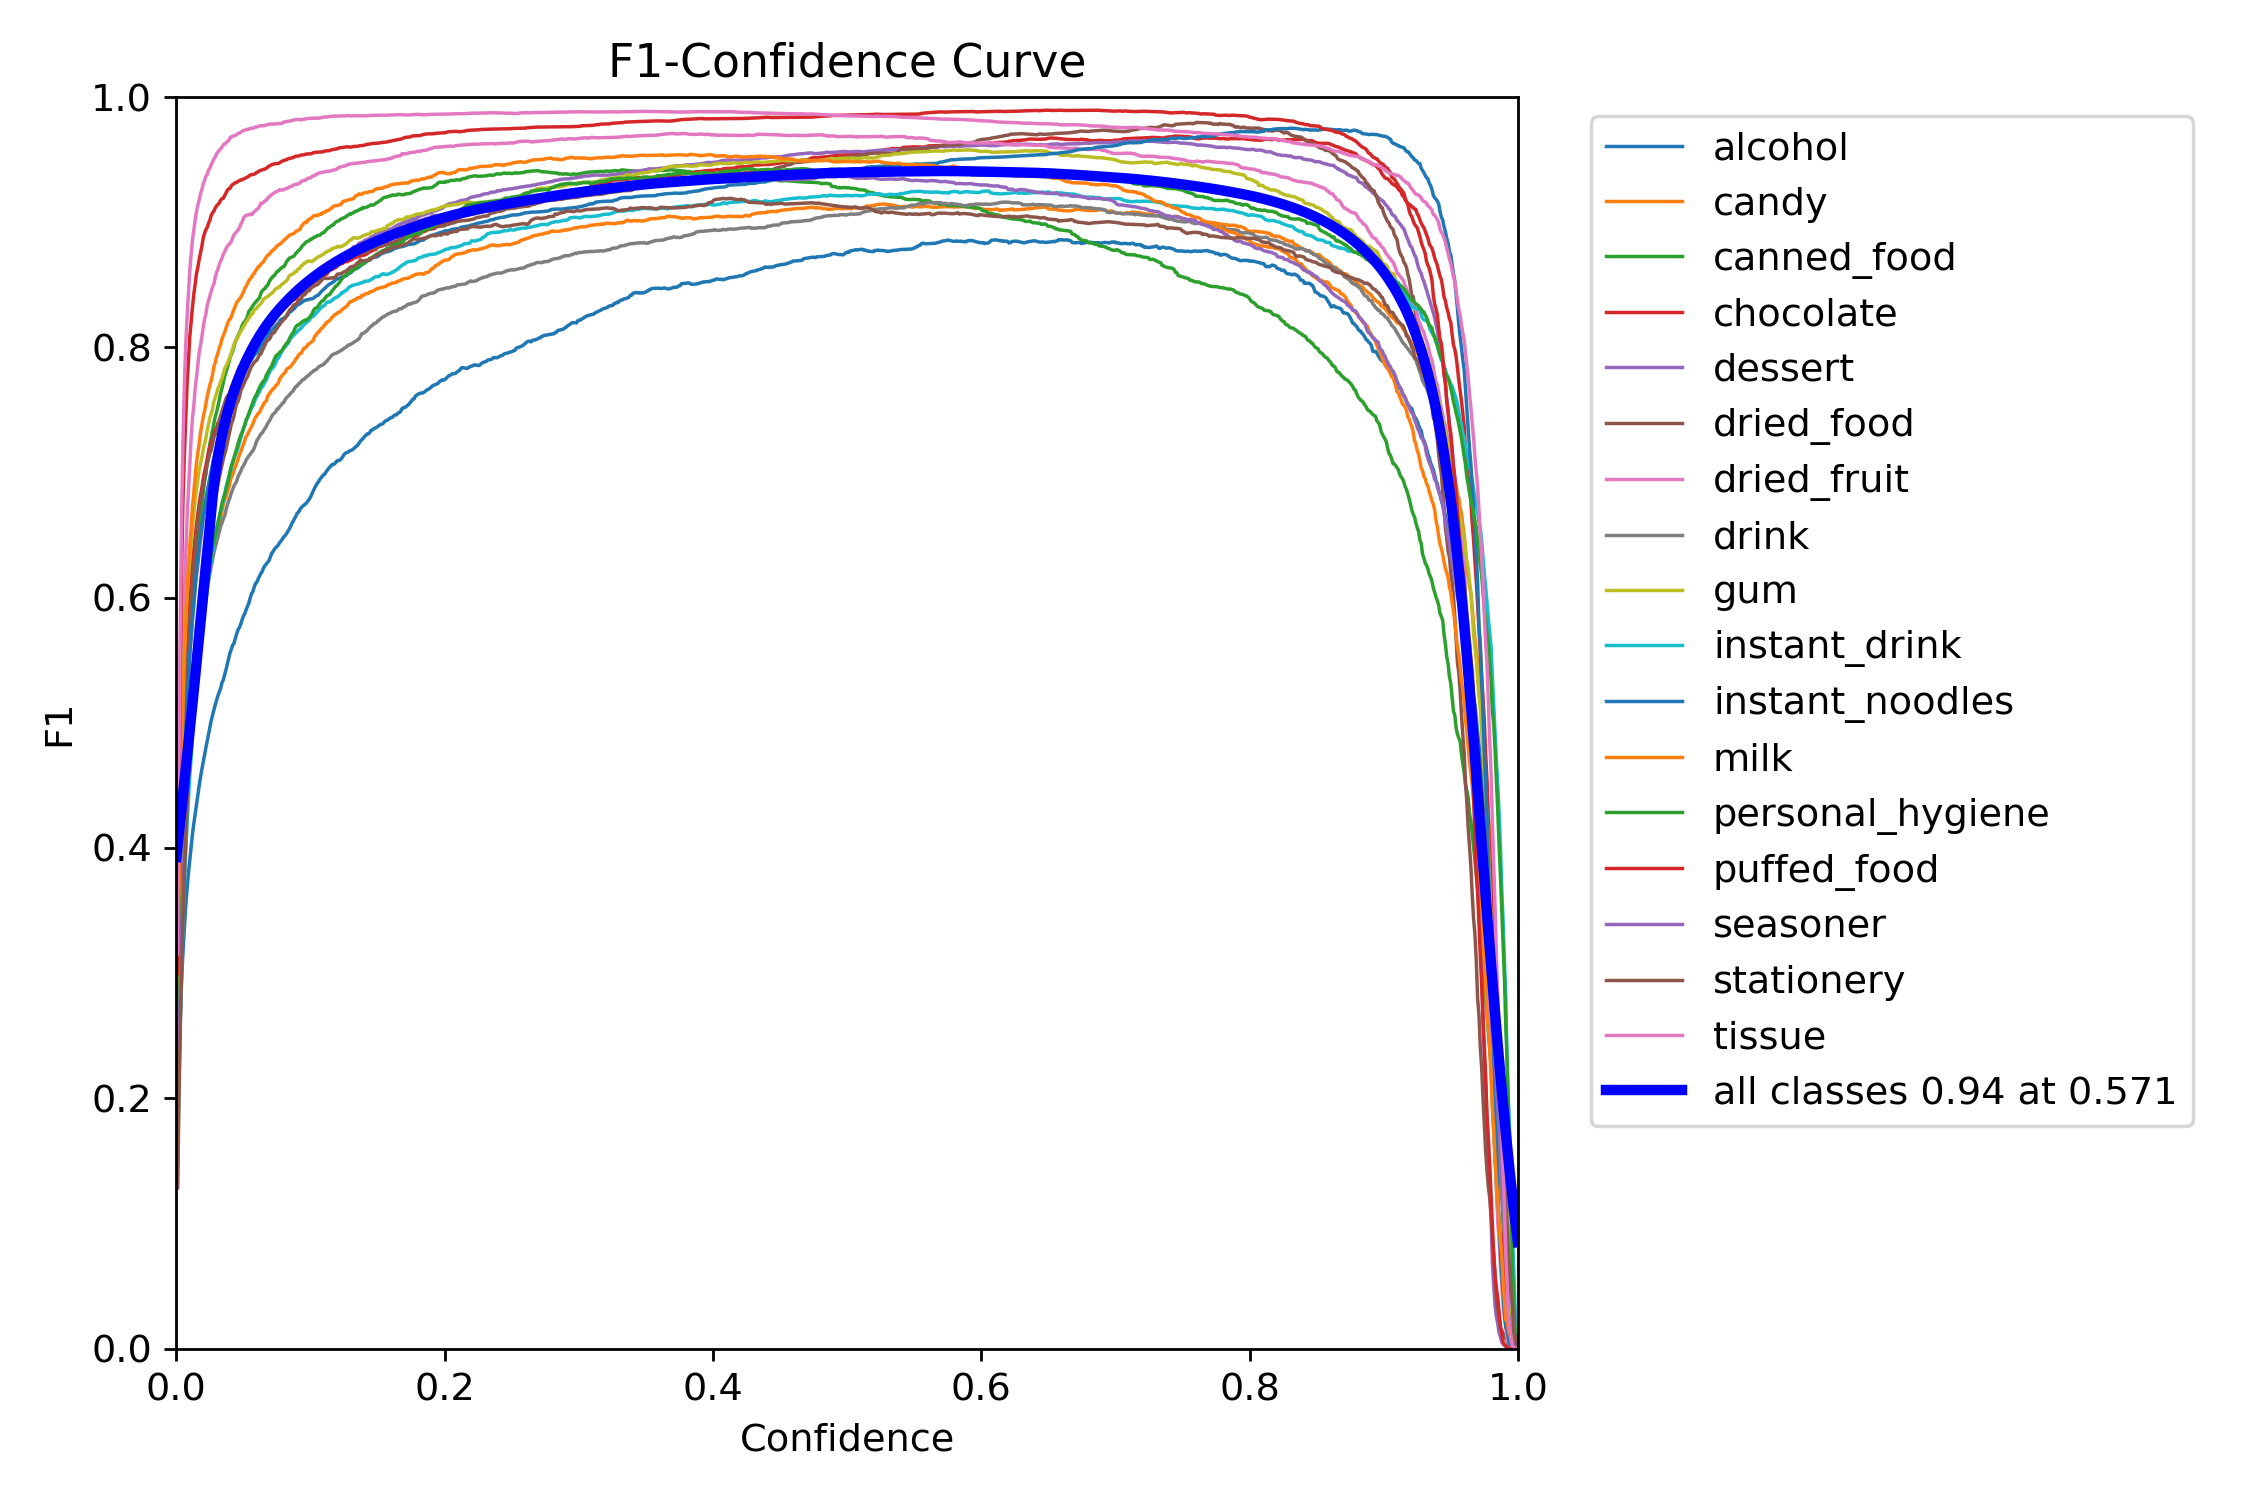 F1-Confidence Curve
1.0
0.8
0.6
0.4
0.2
0.0
F1
0.0 0.2 0.4 0.6 0.8 1.0
Confidence
alcohol
candy
canned_food
chocolate
dessert
dried_food
dried_fruit
drink
gum
instant_drink
instant_noodles
milk
personal_hygiene
puffed_food
seasoner
stationery
tissue
all classes 0.94 at 0.571